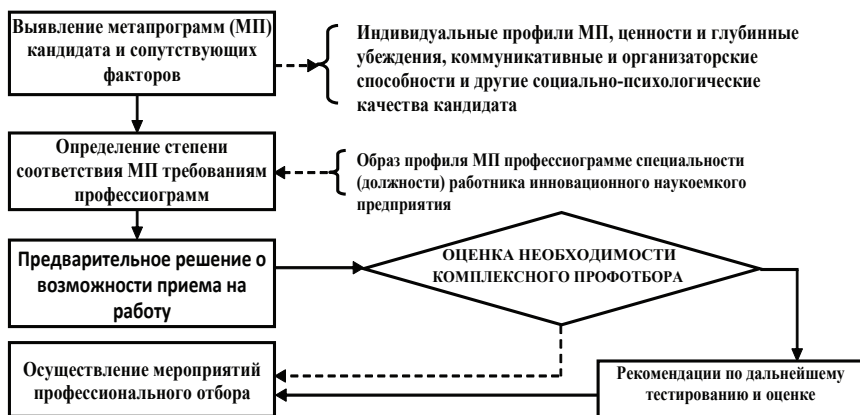 Выявление метапрограмм (МП)
кандидата и сопутствующих
факторов
Индивидуальные профили МП, ценности и глубинные
убеждения, коммуникативные и организаторские
способности и другие социально-психологические
качества кандидата
Определение степени
соответствия МП требованиям
профессиограмм
Образ профиля МП профессиограмме специальности
(должности) работника инновационного наукоемкого
предприятия
Предварительное решение о
возможности приема на
работу
ОЦЕНКА НЕОБХОДИМОСТИ
КОМПЛЕКСНОГО ПРОФОТБОРА
Осуществление мероприятий
профессионального отбора
Рекомендации по дальнейшему
тестированию и оценке